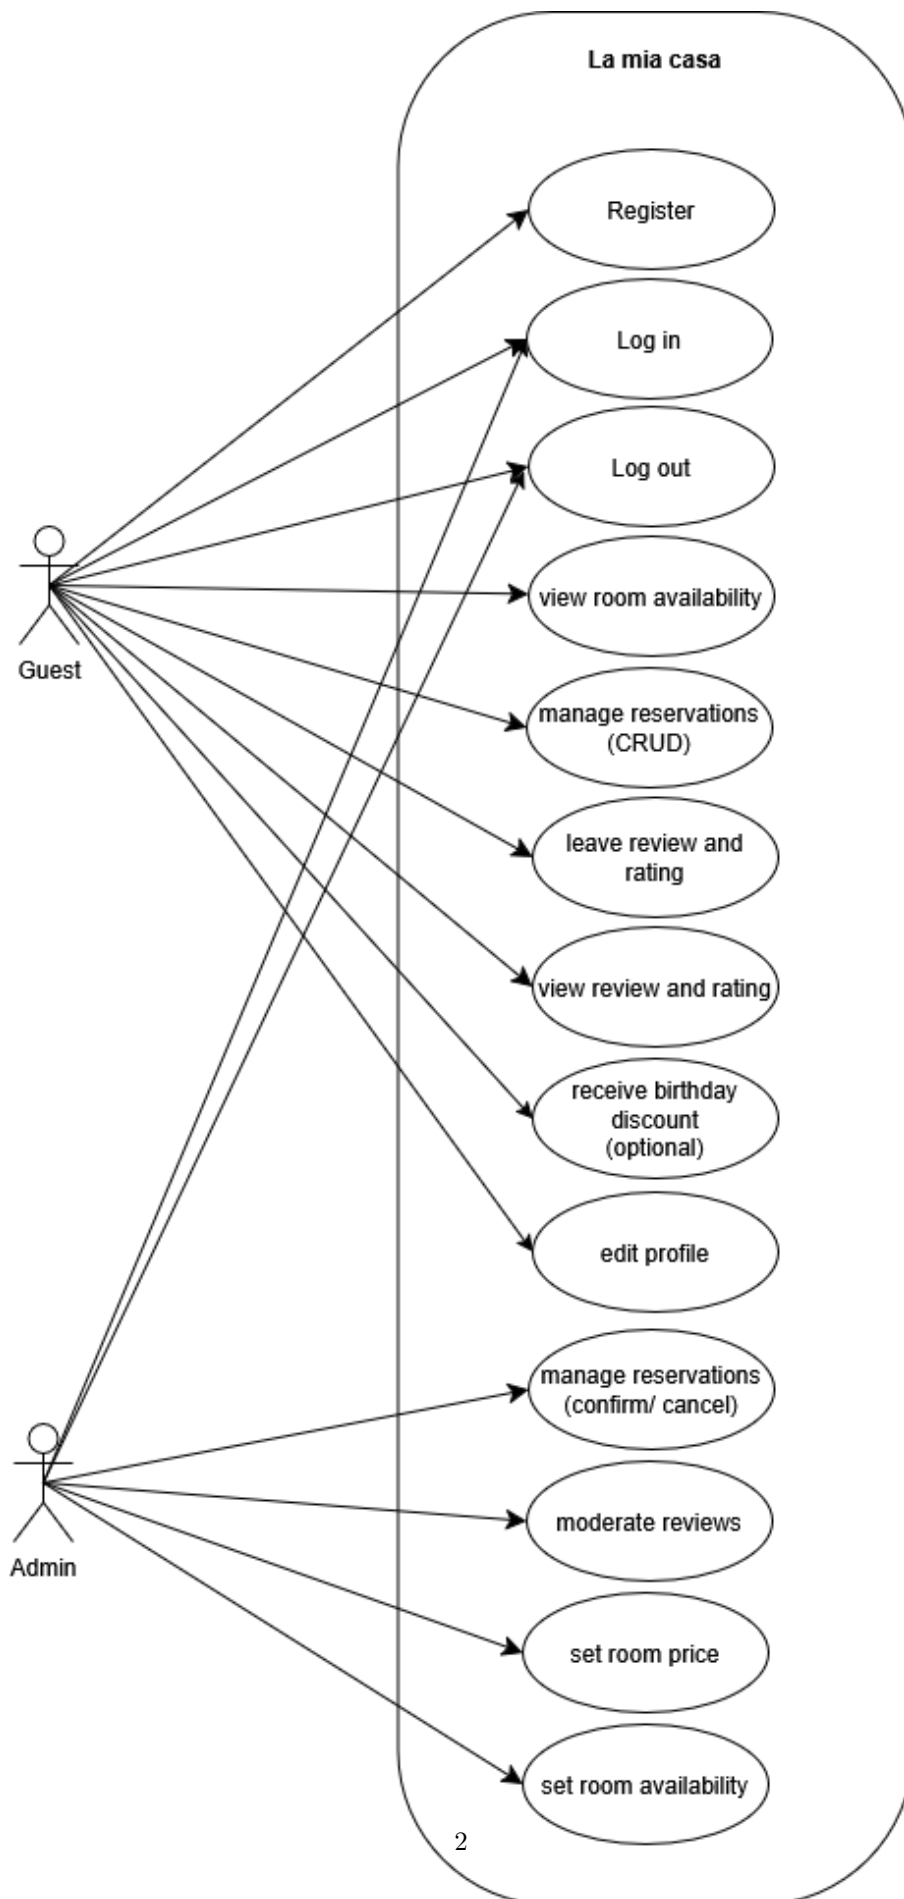 La mia casa
Register
Log in
Log out
view room availability
Guest
manage reservations
(CRUD)
leave review and
rating
view review and rating
receive birthday
discount
(optional)
edit profile
manage reservations
(confirm/ cancel)
moderate reviews
Admin
set room price
set room availability
2